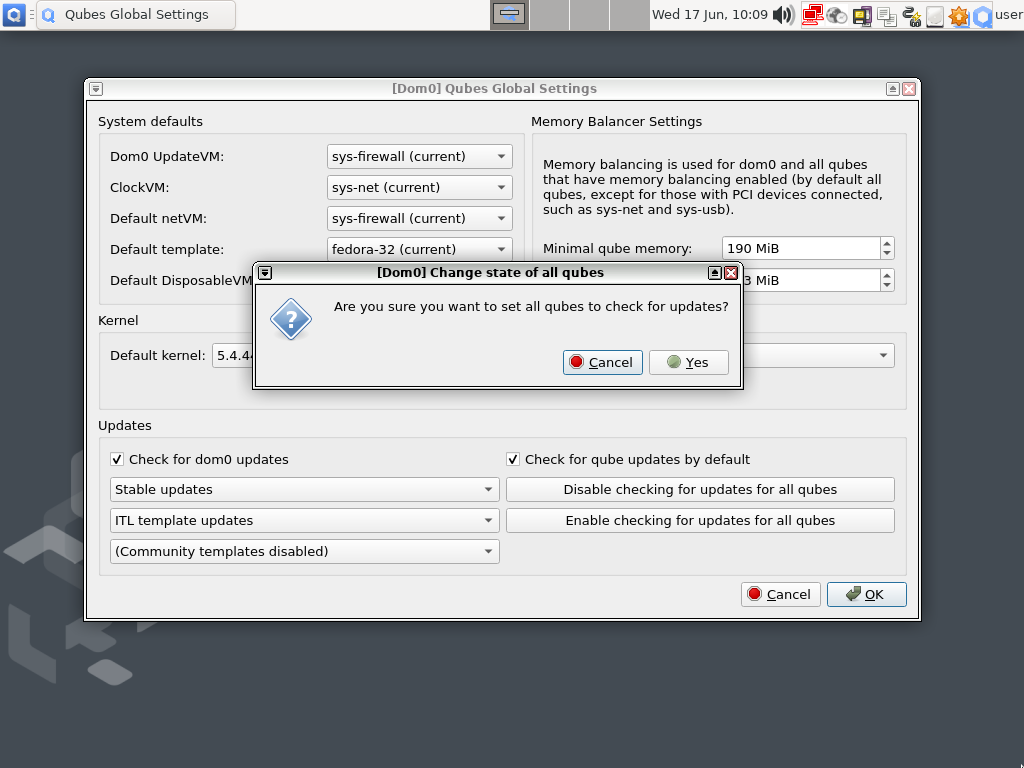 Qubes Global Settings
Wed 17 Jun, 10:09
user
[Dom0] Qubes Global Settings
System defaults
Dom0 UpdateVM:
sys-firewall (current)
ClockVM:
sys-net (current)
Default netVM:
sys-firewall (current)
Default template:
fedora-32 (current)
Default DisposableVM
Memory Balancer Settings
Memory balancing is used for dom0 and all qubes
that have memory balancing enabled (by default all
qubes, except for those with PCI devices connected,
such as sys-net and sys-usb).
Minimal qube memory:
190 MiB
3 MiB
[Dom0] Change state of all qubes
Are you sure you want to set all qubes to check for updates?
Cancel
Yes
Kernel
Default kernel:
5.4.4
Updates
Check for dom0 updates
Check for qube updates by default
Stable updates
Disable checking for updates for all qubes
ITL template updates
Enable checking for updates for all qubes
(Community templates disabled)
Cancel
OK